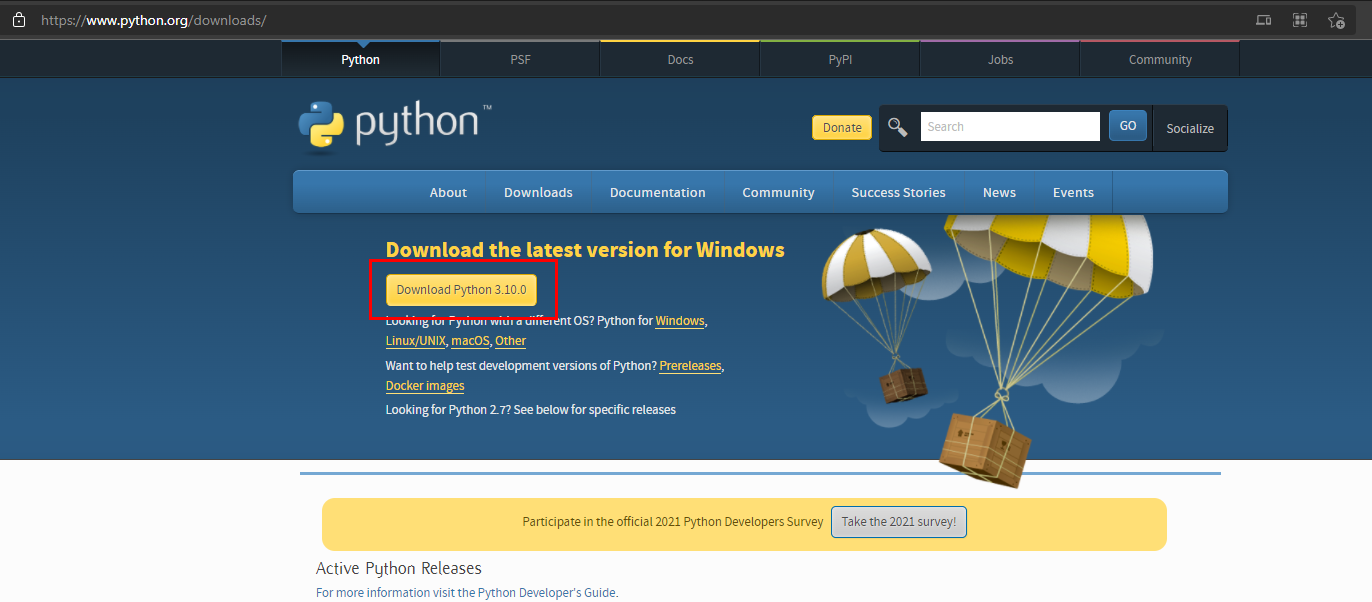 https://www.python.org/downloads/
Python PSF Docs PyPI Jobs Community
python™
Donate Search GO Socialize
About Downloads Documentation Community Success Stories News Events
Download the latest version for Windows
Download Python 3.10.0
Looking for Python with a different OS? Python for Windows,
Linux/UNIX, macOS, Other
Want to help test development versions of Python? Prereleases,
Docker images
Looking for Python 2.7? See below for specific releases
Participate in the official 2021 Python Developers Survey Take the 2021 survey!
Active Python Releases
For more information visit the Python Developer's Guide.